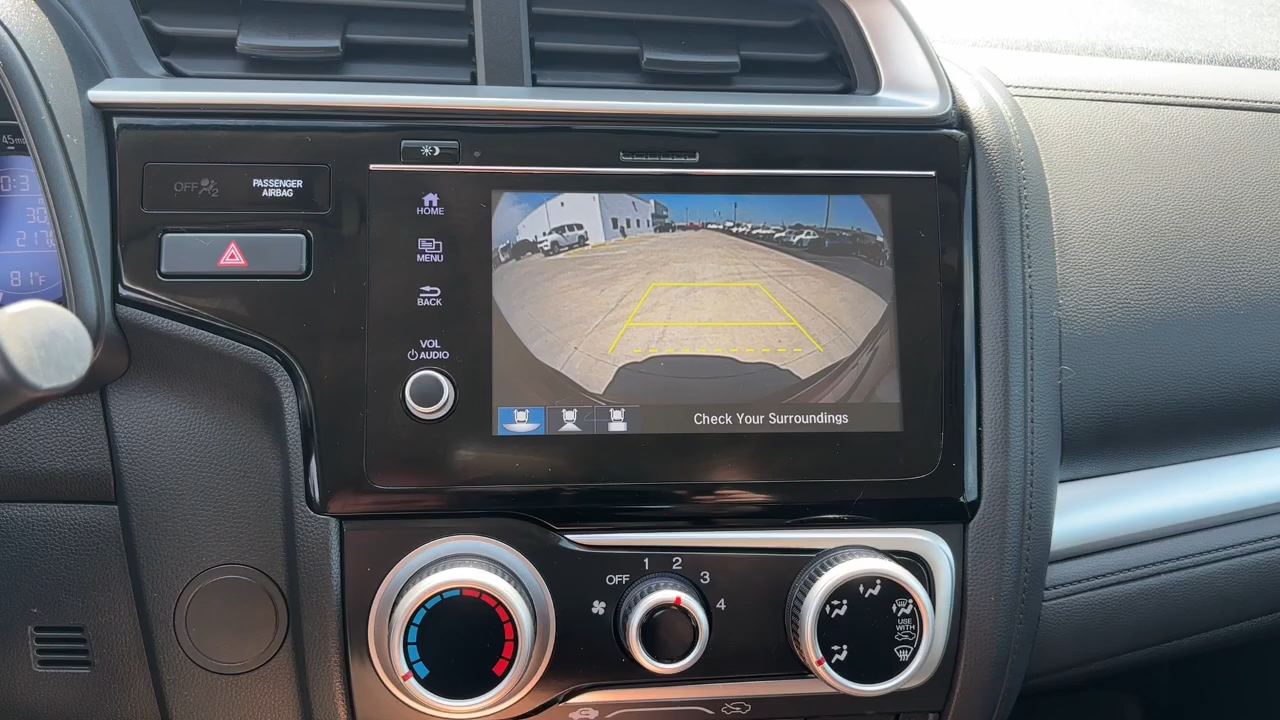 OFF 2
PASSENGER
AIRBAG
HOME
MENU
BACK
VOL
AUDIO
Check Your Surroundings
81°F
OFF 1 2 3 4
USE
WITH